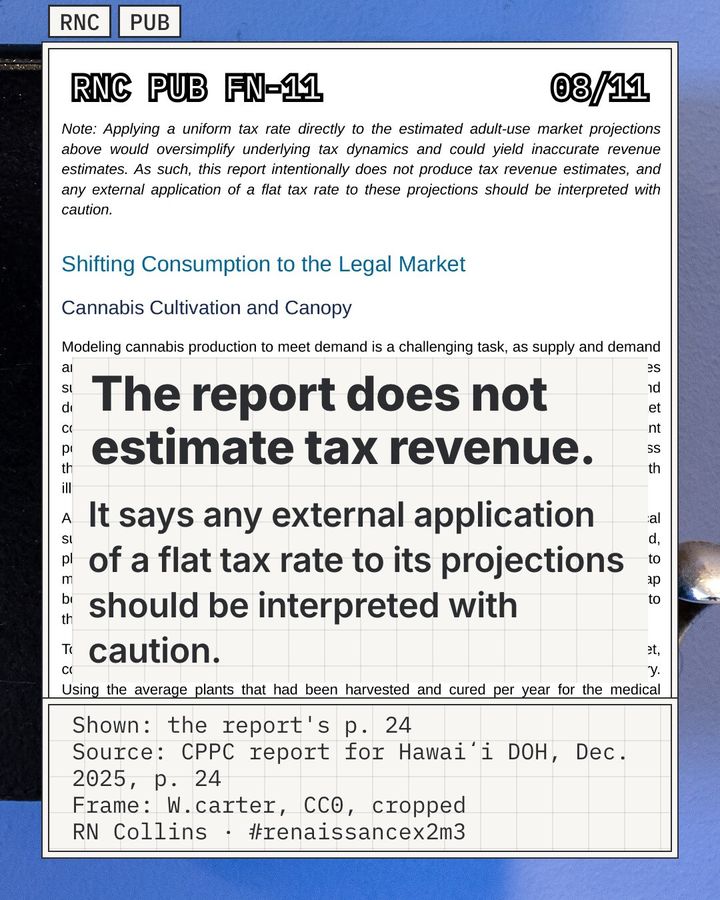 RNC PUB
RNC PUB FN-11 08/11
Note: Applying a uniform tax rate directly to the estimated adult-use market projections
above would oversimplify underlying tax dynamics and could yield inaccurate revenue
estimates. As such, this report intentionally does not produce tax revenue estimates, and
any external application of a flat tax rate to these projections should be interpreted with
caution.
Shifting Consumption to the Legal Market
Cannabis Cultivation and Canopy
Modeling cannabis production to meet demand is a challenging task, as supply and demand
The report does not
estimate tax revenue.
It says any external application
of a flat tax rate to its projections
should be interpreted with
caution.
Using the average plants that had been harvested and cured per year for the medical
Shown: the report's p. 24
Source: CPPC report for Hawaiʻi DOH, Dec.
2025, p. 24
Frame: W.carter, CC0, cropped
RN Collins · #renaissancex2m3